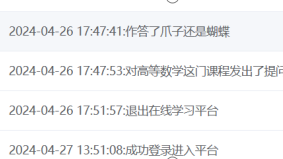 2024-04-26 17:47:41:作答了爪子还是蝴蝶
2024-04-26 17:47:53:对高等数学这门课程发出了提问
2024-04-26 17:51:57:退出在线学习平台
2024-04-27 13:51:08:成功登录进入平台